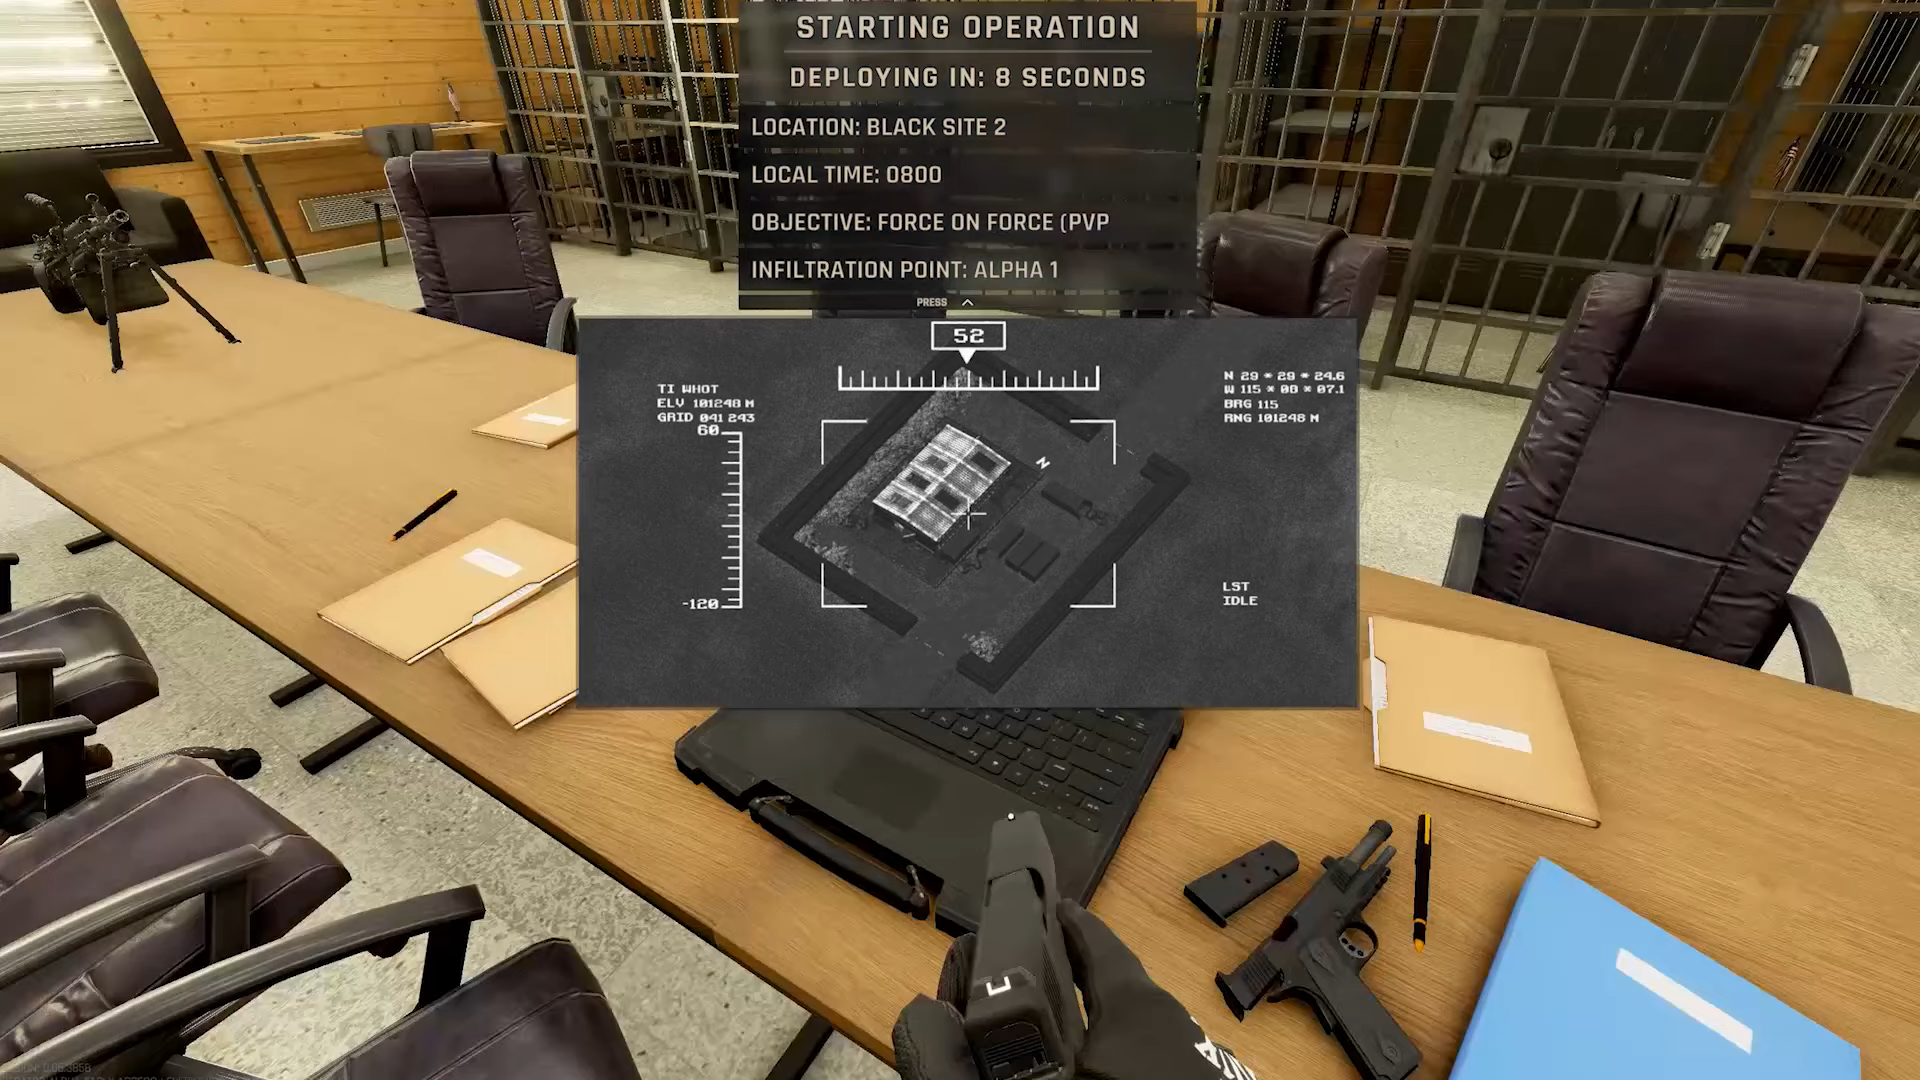 STARTING OPERATION
DEPLOYING IN: 8 SECONDS
LOCATION: BLACK SITE 2
LOCAL TIME: 0800
OBJECTIVE: FORCE ON FORCE (PVP
INFILTRATION POINT: ALPHA 1
PRESS ^
52
TI WHOT
ELV 101248 M
GRID 041 243
60
-120
N 29 * 29 * 24.6
W 115 * 08 * 07.1
BRG 115
RNG 101248 M
N
LST
IDLE